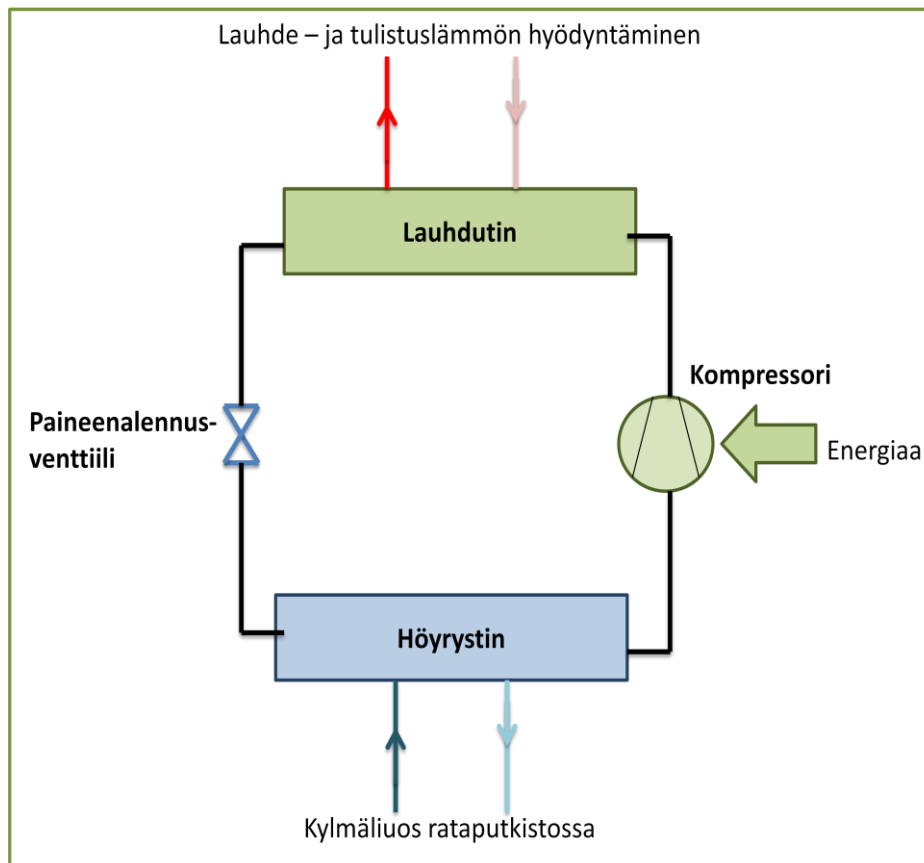 Lauhde – ja tulistuslämmön hyödyntäminen
Lauhdutin
Kompressori
Paineenalennus-
venttiili
Energiaa
Höyrystin
Kylmäliuos rataputkistossa